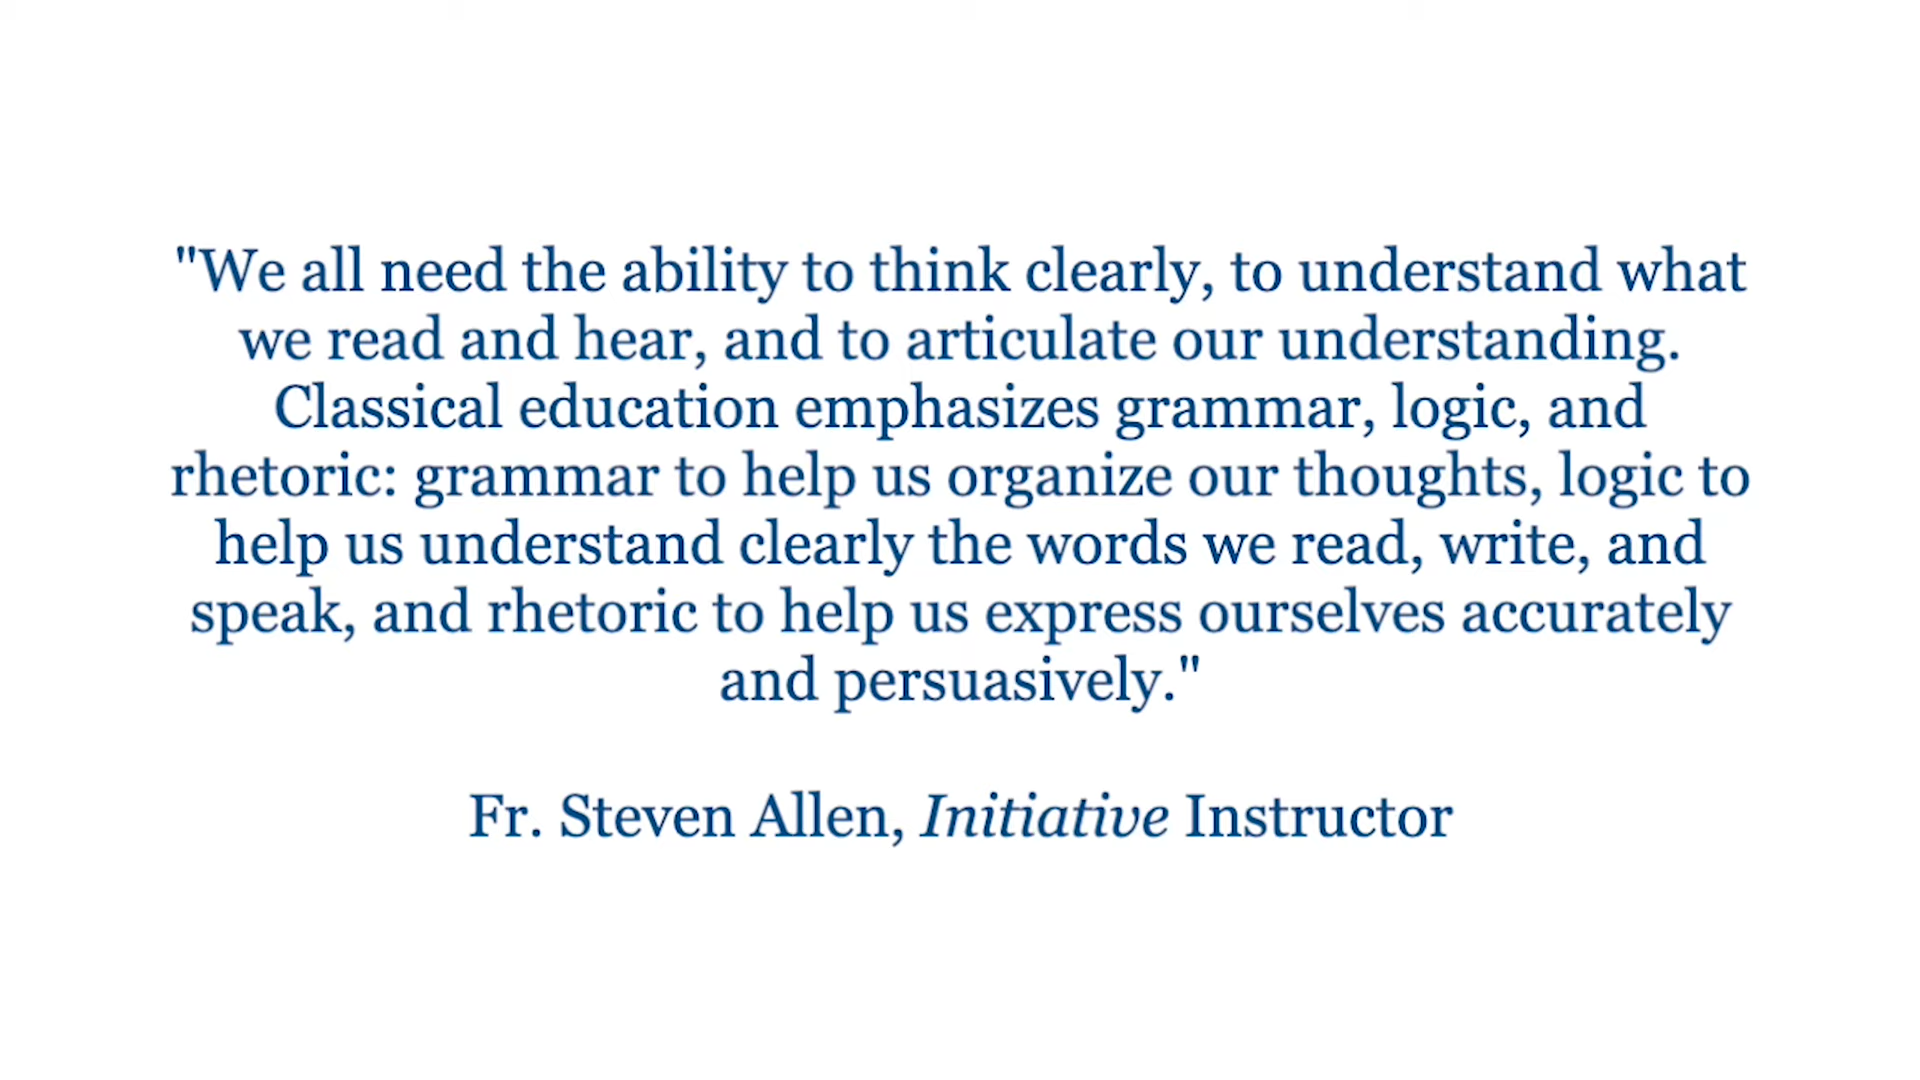 "We all need the ability to think clearly, to understand what
we read and hear, and to articulate our understanding.
Classical education emphasizes grammar, logic, and
rhetoric: grammar to help us organize our thoughts, logic to
help us understand clearly the words we read, write, and
speak, and rhetoric to help us express ourselves accurately
and persuasively."
Fr. Steven Allen, Initiative Instructor